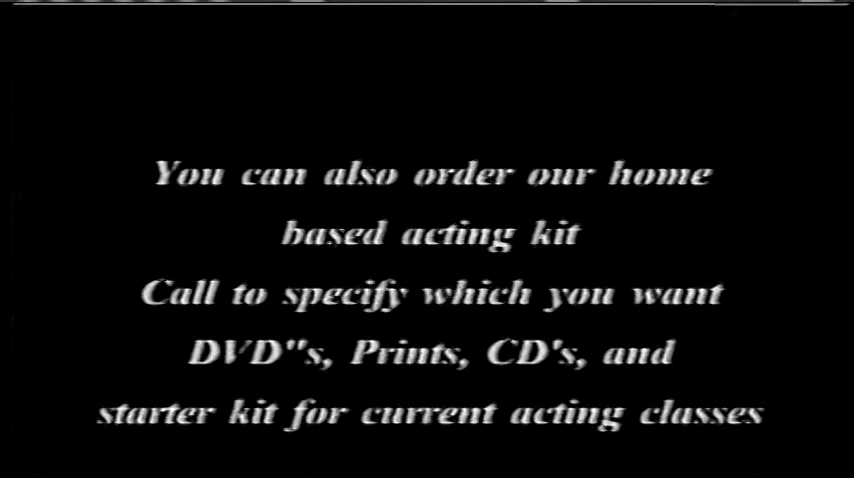 You can also order our home
based acting kit
Call to specify which you want
DVD"s, Prints, CD's, and
starter kit for current acting classes